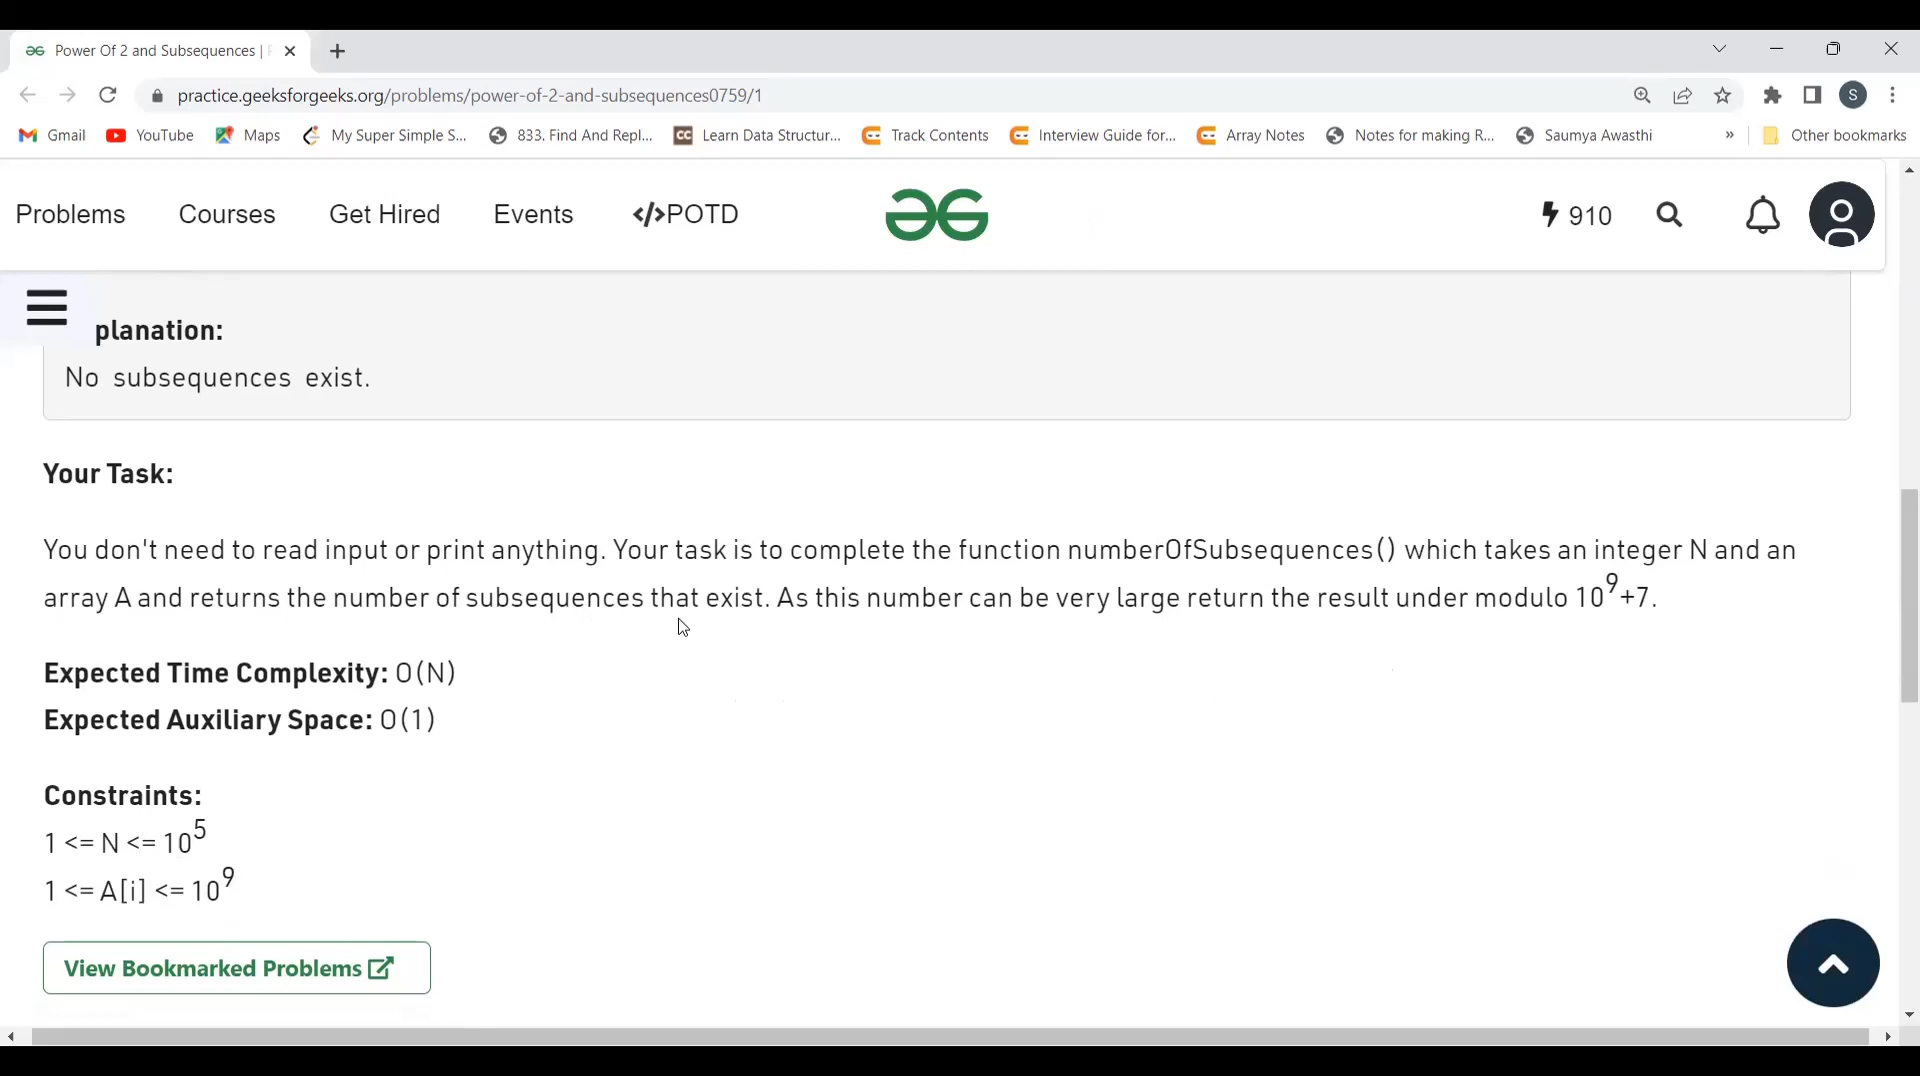 Power Of 2 and Subsequences |
practice.geeksforgeeks.org/problems/power-of-2-and-subsequences0759/1
S
Gmail YouTube Maps My Super Simple S... 833. Find And Repl... Learn Data Structur... Track Contents Interview Guide for... Array Notes Notes for making R... Saumya Awasthi » Other bookmarks
Problems Courses Get Hired Events </>POTD 910
planation:
No subsequences exist.
Your Task:
You don't need to read input or print anything. Your task is to complete the function numberOfSubsequences() which takes an integer N and an
array A and returns the number of subsequences that exist. As this number can be very large return the result under modulo 10⁹+7.
Expected Time Complexity: O(N)
Expected Auxiliary Space: O(1)
Constraints:
1 <= N <= 10⁵
1 <= A[i] <= 10⁹
View Bookmarked Problems